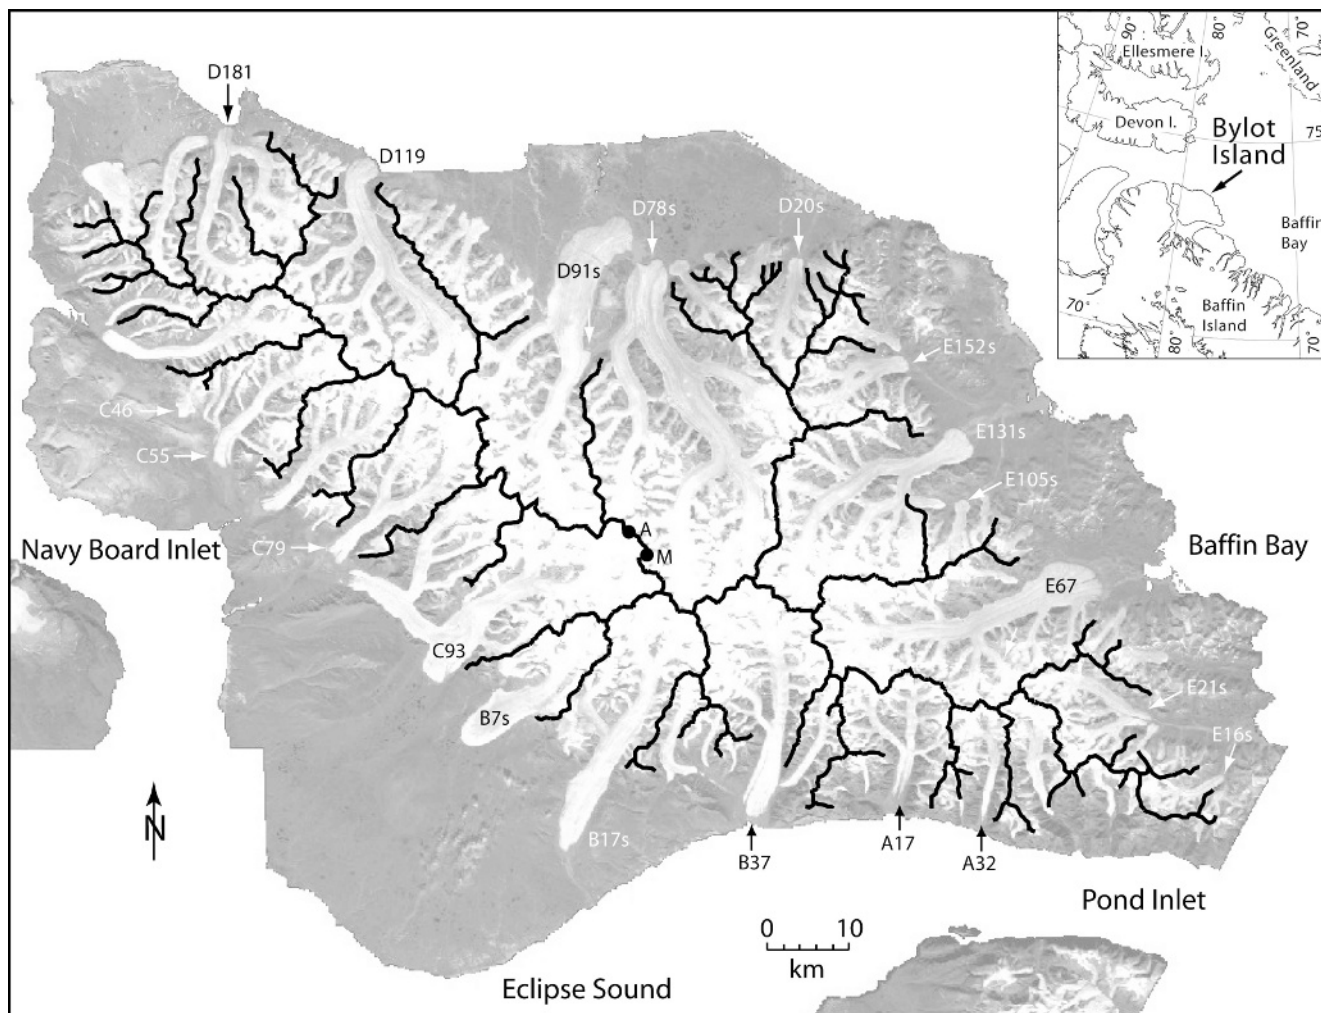 D181
D119
D78s
D20s
D91s
E152s
C46
C55
E131s
E105s
Navy Board Inlet
C79
A
M
Baffin Bay
E67
C93
B7s
E21s
E16s
B17s
B37
A17
A32
N
0 10
km
Pond Inlet
Eclipse Sound
90°
80°
70°
Ellesmere I.
Greenland
Devon I.
75
Bylot
Island
Baffin
Bay
70°
Baffin
Island
80°
70°